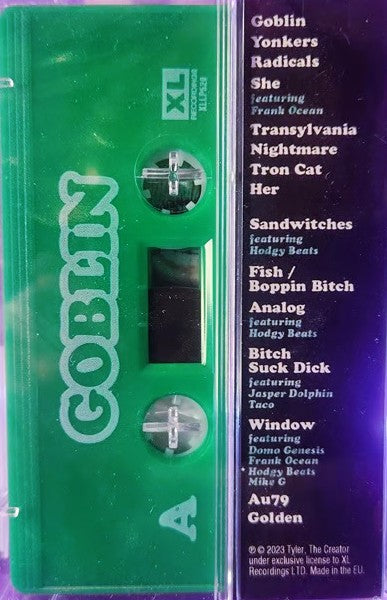 XL
RECORDINGS
XLLP529
GOBLIN
A
Goblin
Yonkers
Radicals
She
featuring
Frank Ocean
Transylvania
Nightmare
Tron Cat
Her
Sandwitches
featuring
Hodgy Beats
Fish /
Boppin Bitch
Analog
featuring
Hodgy Beats
Bitch
Suck Dick
featuring
Jasper Dolphin
Taco
Window
featuring
Domo Genesis
Frank Ocean
Hodgy Beats
Mike G
Au79
Golden
℗ © 2023 Tyler, The Creator
under exclusive license to XL
Recordings LTD. Made in the EU.